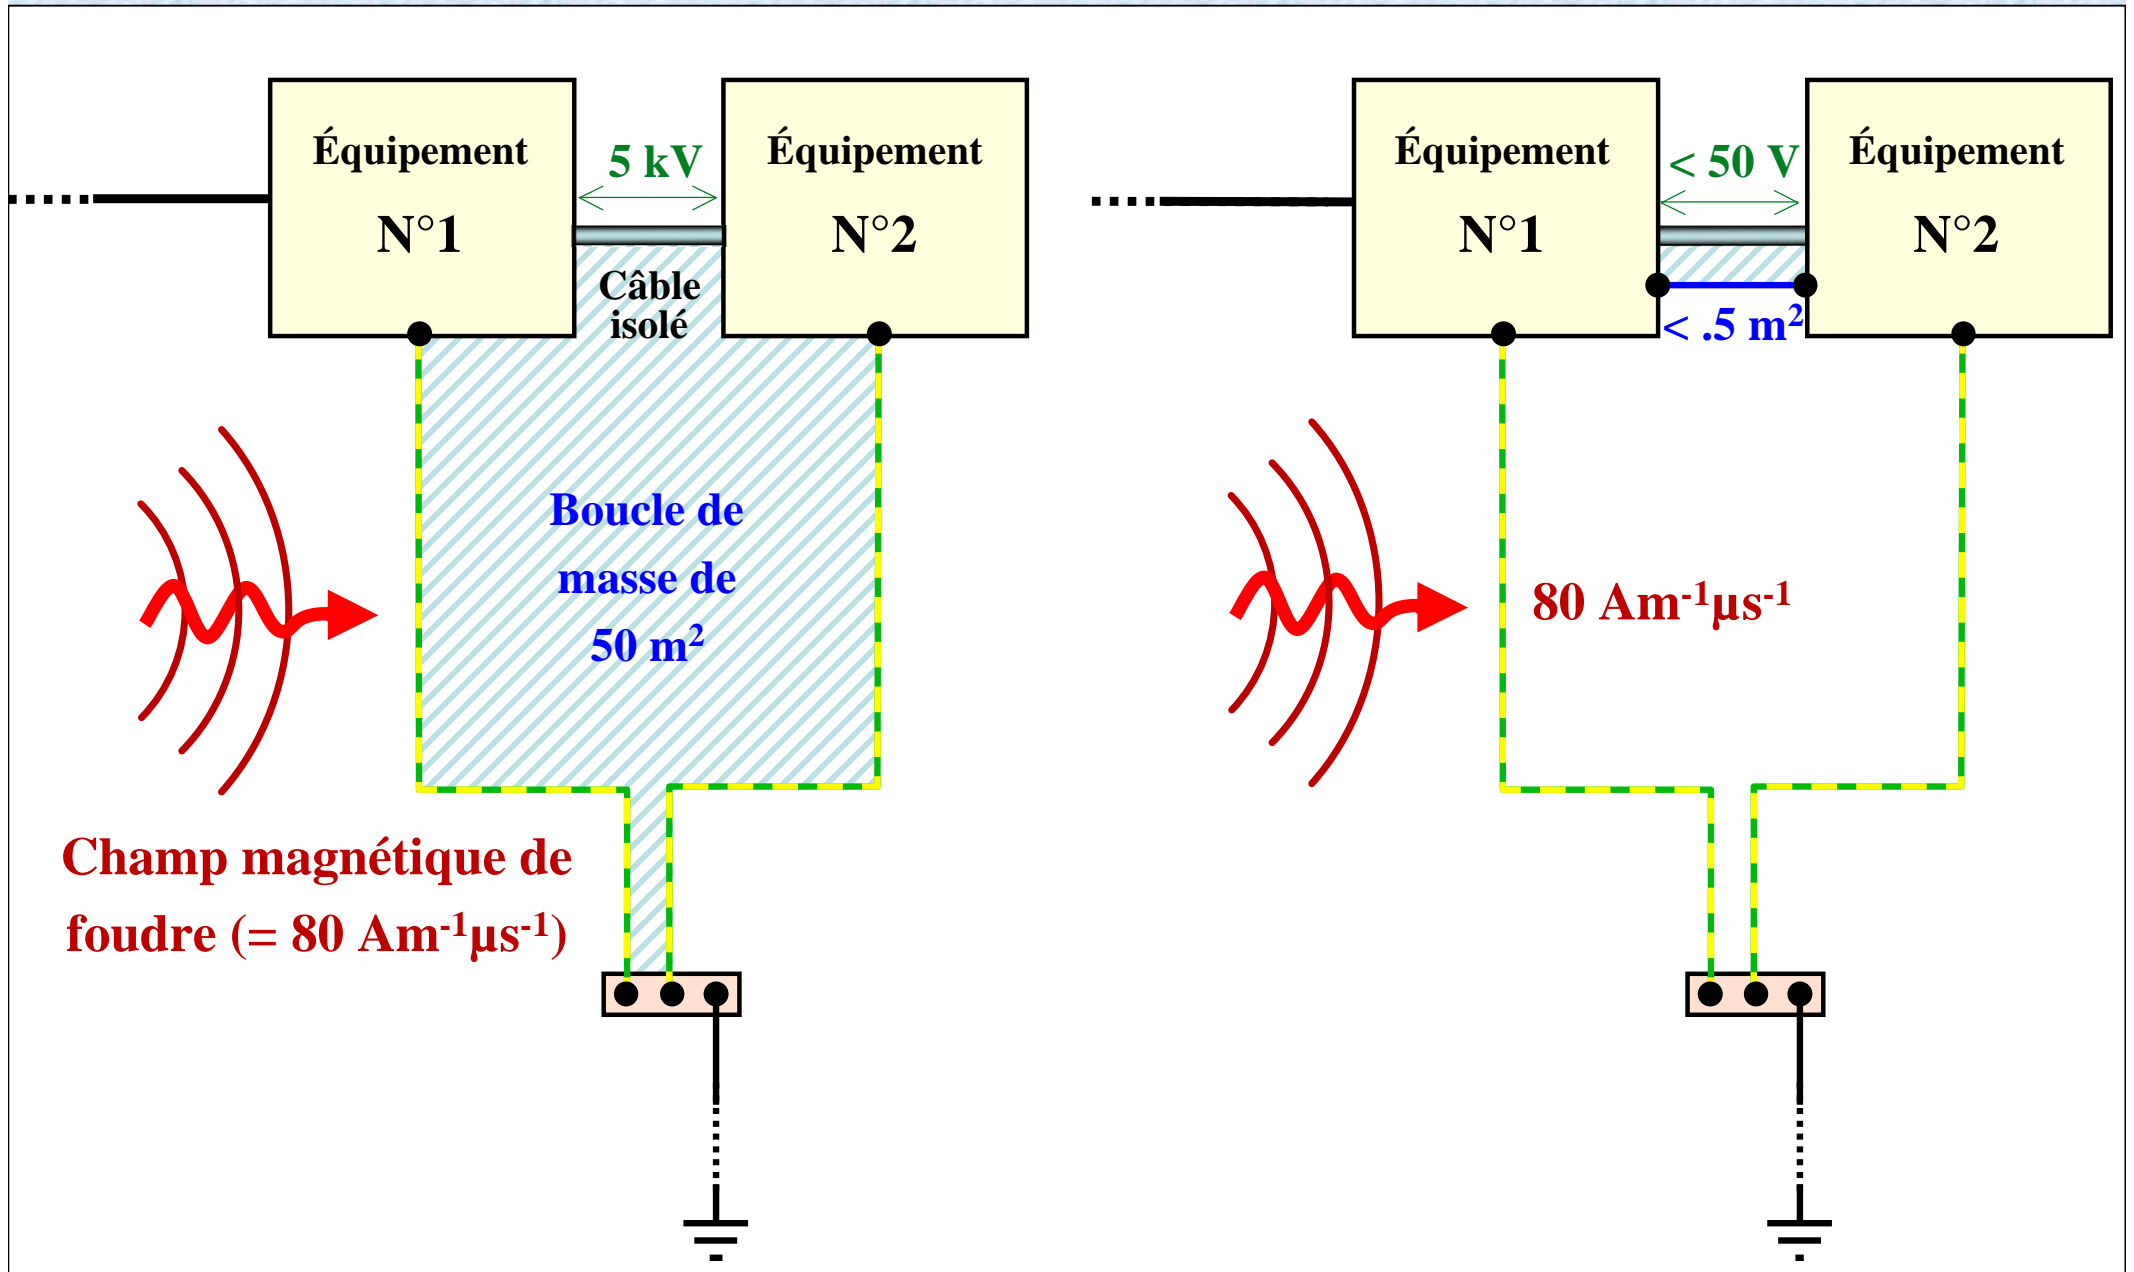 Équipement
N°1
5 kV
Équipement
N°2
Câble
isolé
Boucle de
masse de
50 m²
Champ magnétique de
foudre (= 80 Am⁻¹µs⁻¹)
Équipement
N°1
< 50 V
Équipement
N°2
< .5 m²
80 Am⁻¹µs⁻¹